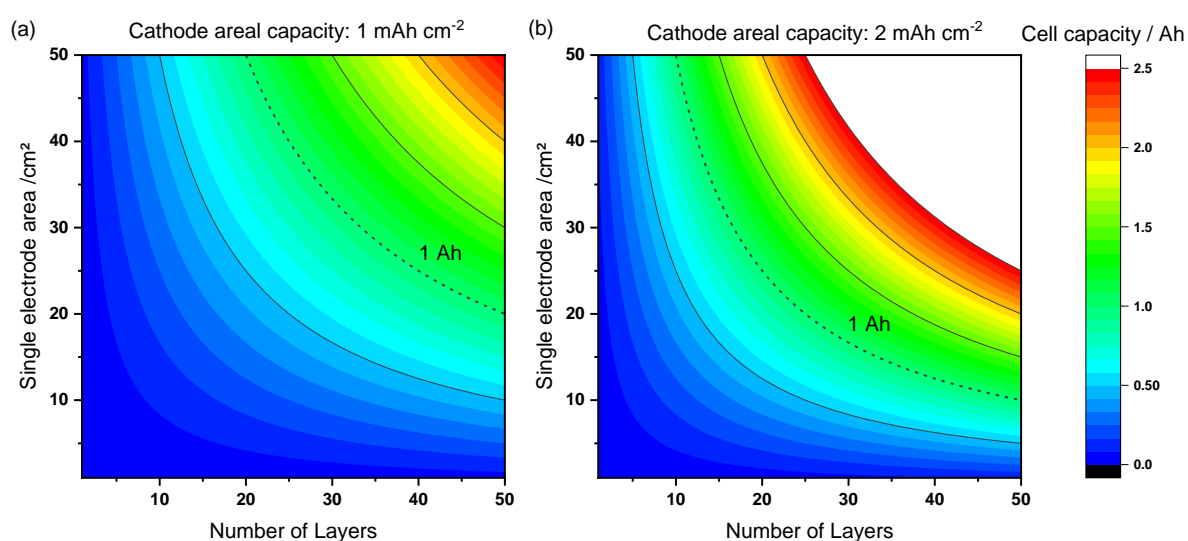 (a)
Cathode areal capacity: 1 mAh cm⁻²
50
40
30
20
10
Single electrode area /cm²
1 Ah
10
20
30
40
50
Number of Layers
(b)
Cathode areal capacity: 2 mAh cm⁻²
50
40
30
20
10
Single electrode area /cm²
1 Ah
10
20
30
40
50
Number of Layers
Cell capacity / Ah
2.5
2.0
1.5
1.0
0.50
0.0